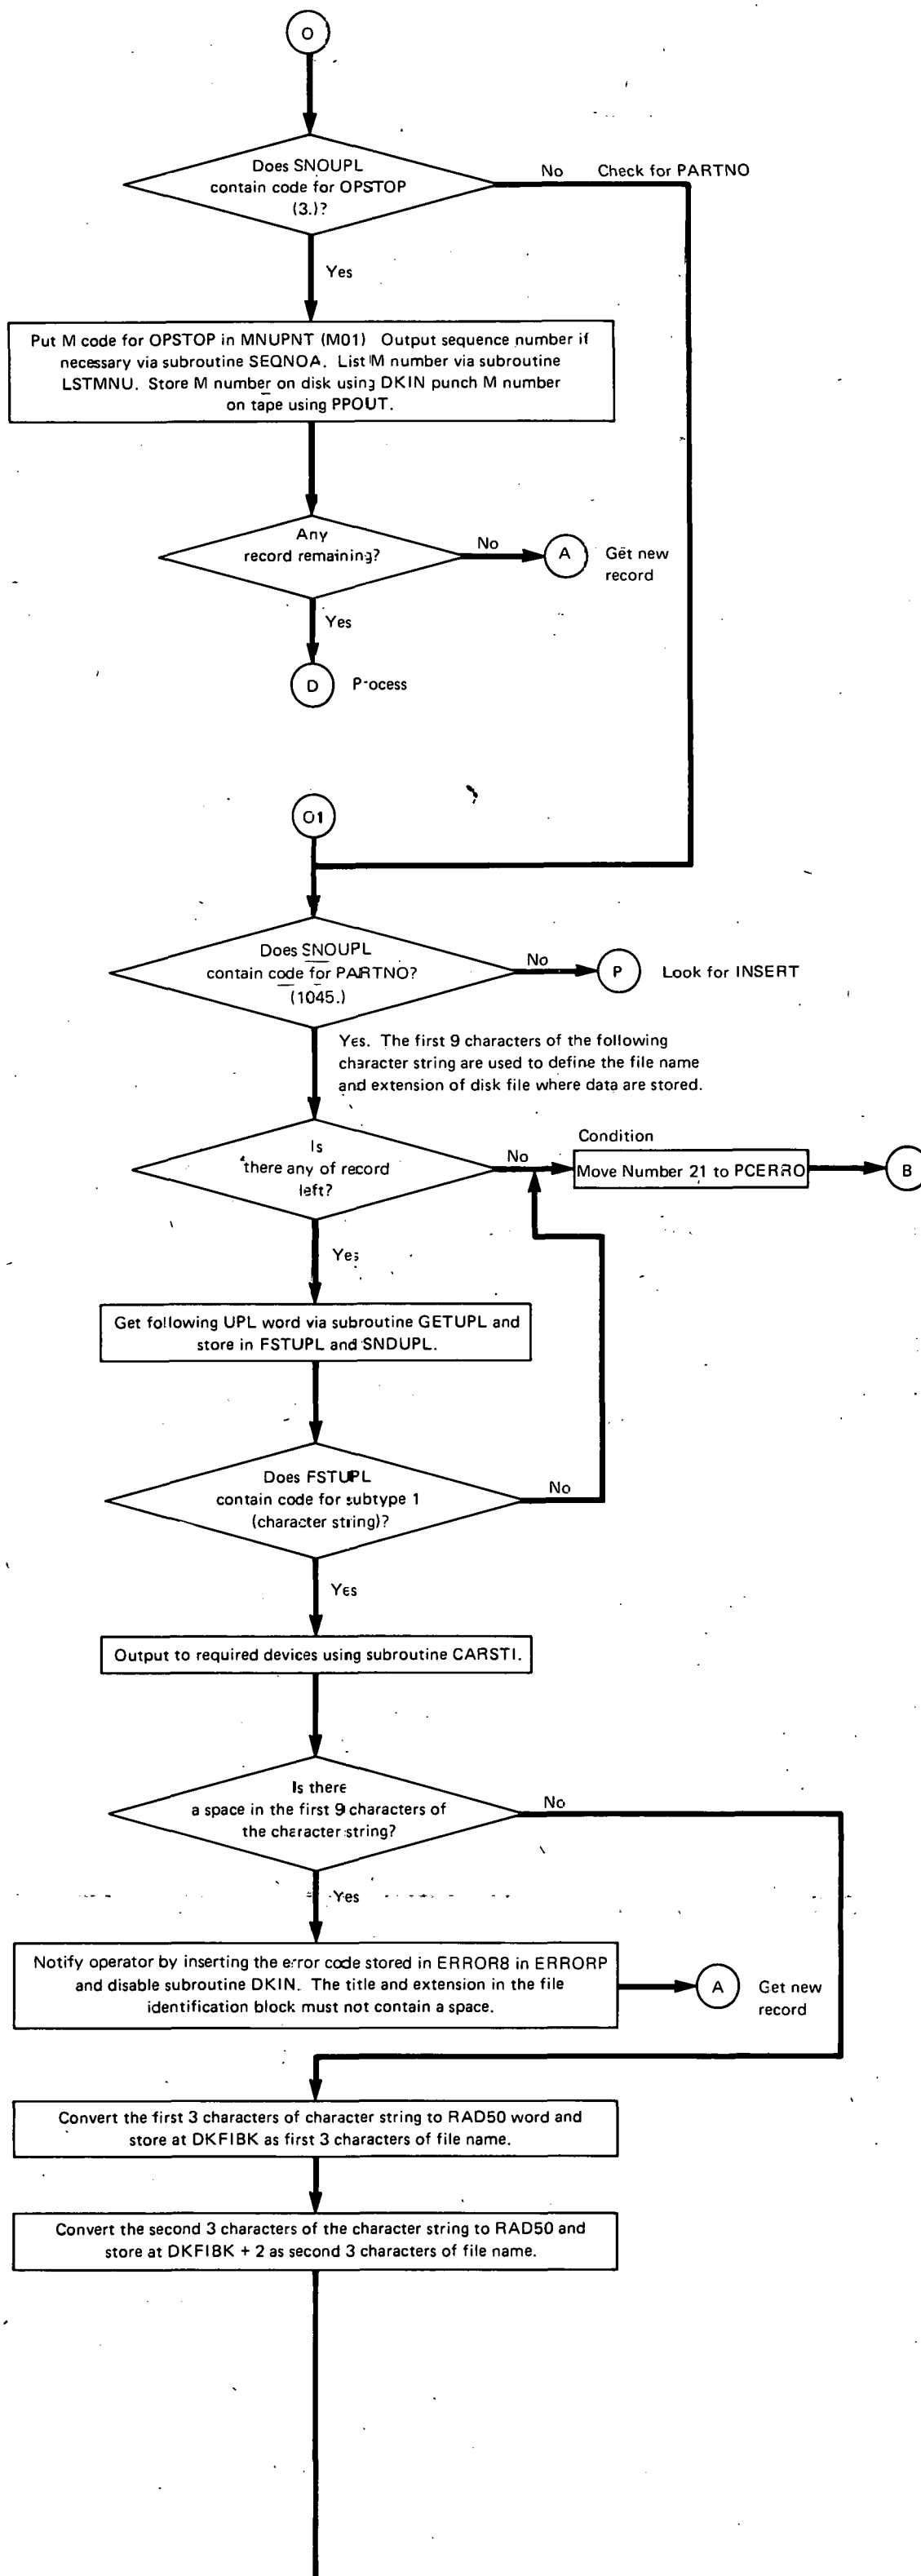 O
Does SNOUPL
contain code for OPSTOP
(3.)?
No
Check for PARTNO
Yes
Put M code for OPSTOP in MNUPNT (M01) Output sequence number if
necessary via subroutine SEQNOA. List M number via subroutine
LSTMNU. Store M number on disk using DKIN punch M number
on tape using PPOUT.
Any
record remaining?
No
A
Get new
record
Yes
D
Process
O1
Does SNOUPL
contain code for PARTNO?
(1045.)
No
P
Look for INSERT
Yes. The first 9 characters of the following
character string are used to define the file name
and extension of disk file where data are stored.
Is
there any of record
left?
No
Condition
Move Number 21 to PCERRO
B
Yes
Get following UPL word via subroutine GETUPL and
store in FSTUPL and SNDUPL.
Does FSTUPL
contain code for subtype 1
(character string)?
No
Yes
Output to required devices using subroutine CARSTI.
Is there
a space in the first 9 characters of
the character string?
No
Yes
Notify operator by inserting the error code stored in ERROR8 in ERRORP
and disable subroutine DKIN. The title and extension in the file
identification block must not contain a space.
A
Get new
record
Convert the first 3 characters of character string to RAD50 word and
store at DKFIBK as first 3 characters of file name.
Convert the second 3 characters of the character string to RAD50 and
store at DKFIBK + 2 as second 3 characters of file name.